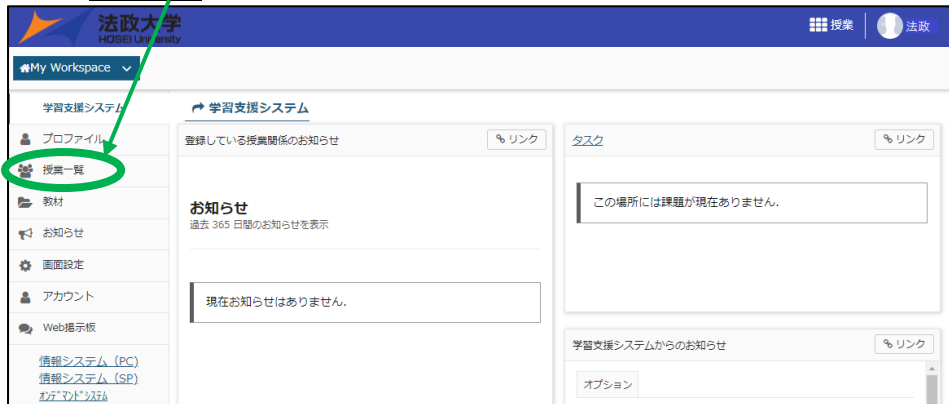 法政大学
HOSEI University
授業
法政
My Workspace
学習支援システム
プロファイル
授業一覧
教材
お知らせ
画面設定
アカウント
Web掲示板
情報システム（PC)
情報システム（SP)
ｵﾝﾃﾞﾏﾝﾄﾞｼｽﾃﾑ
学習支援システム
登録している授業関係のお知らせ
リンク
お知らせ
過去 365 日間のお知らせを表示
現在お知らせはありません.
タスク
リンク
この場所には課題が現在ありません.
学習支援システムからのお知らせ
リンク
オプション